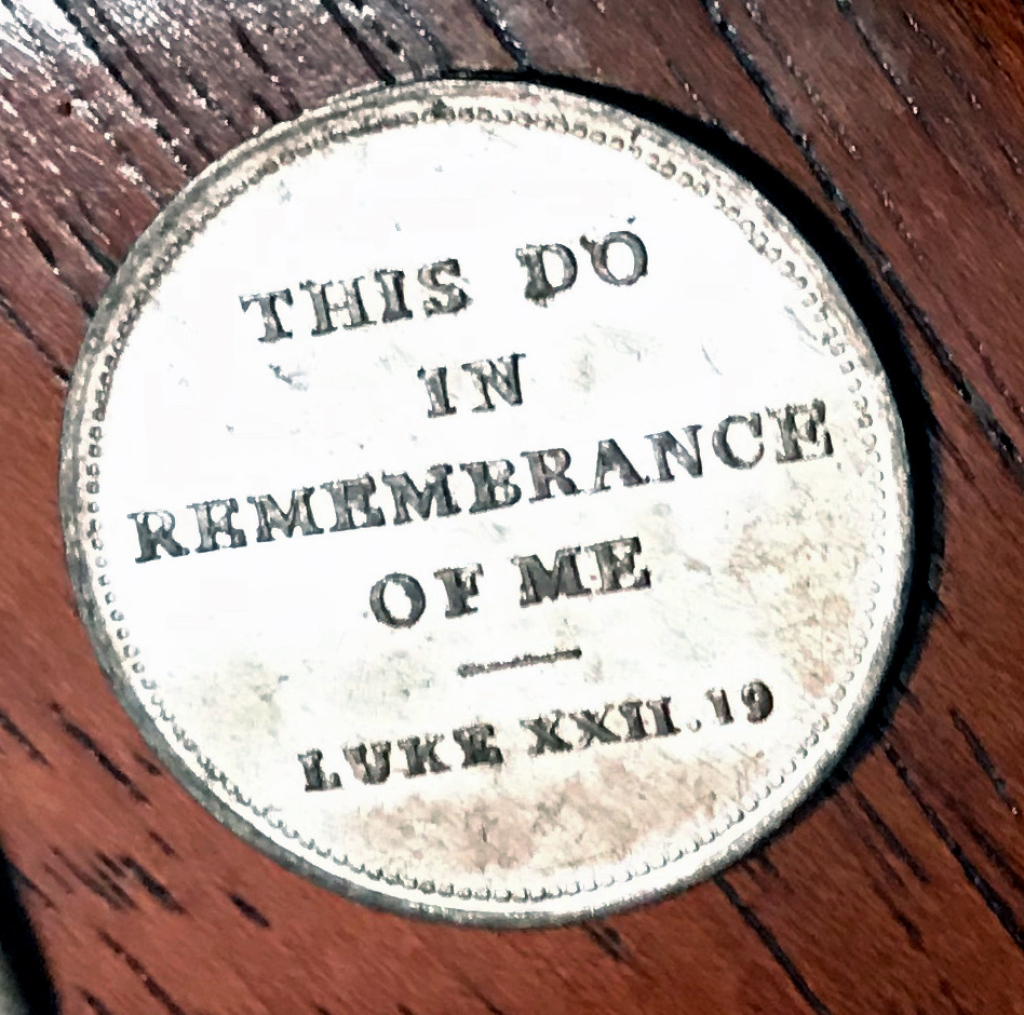 THIS DO
IN
REMEMBRANCE
OF ME
LUKE XXII.19